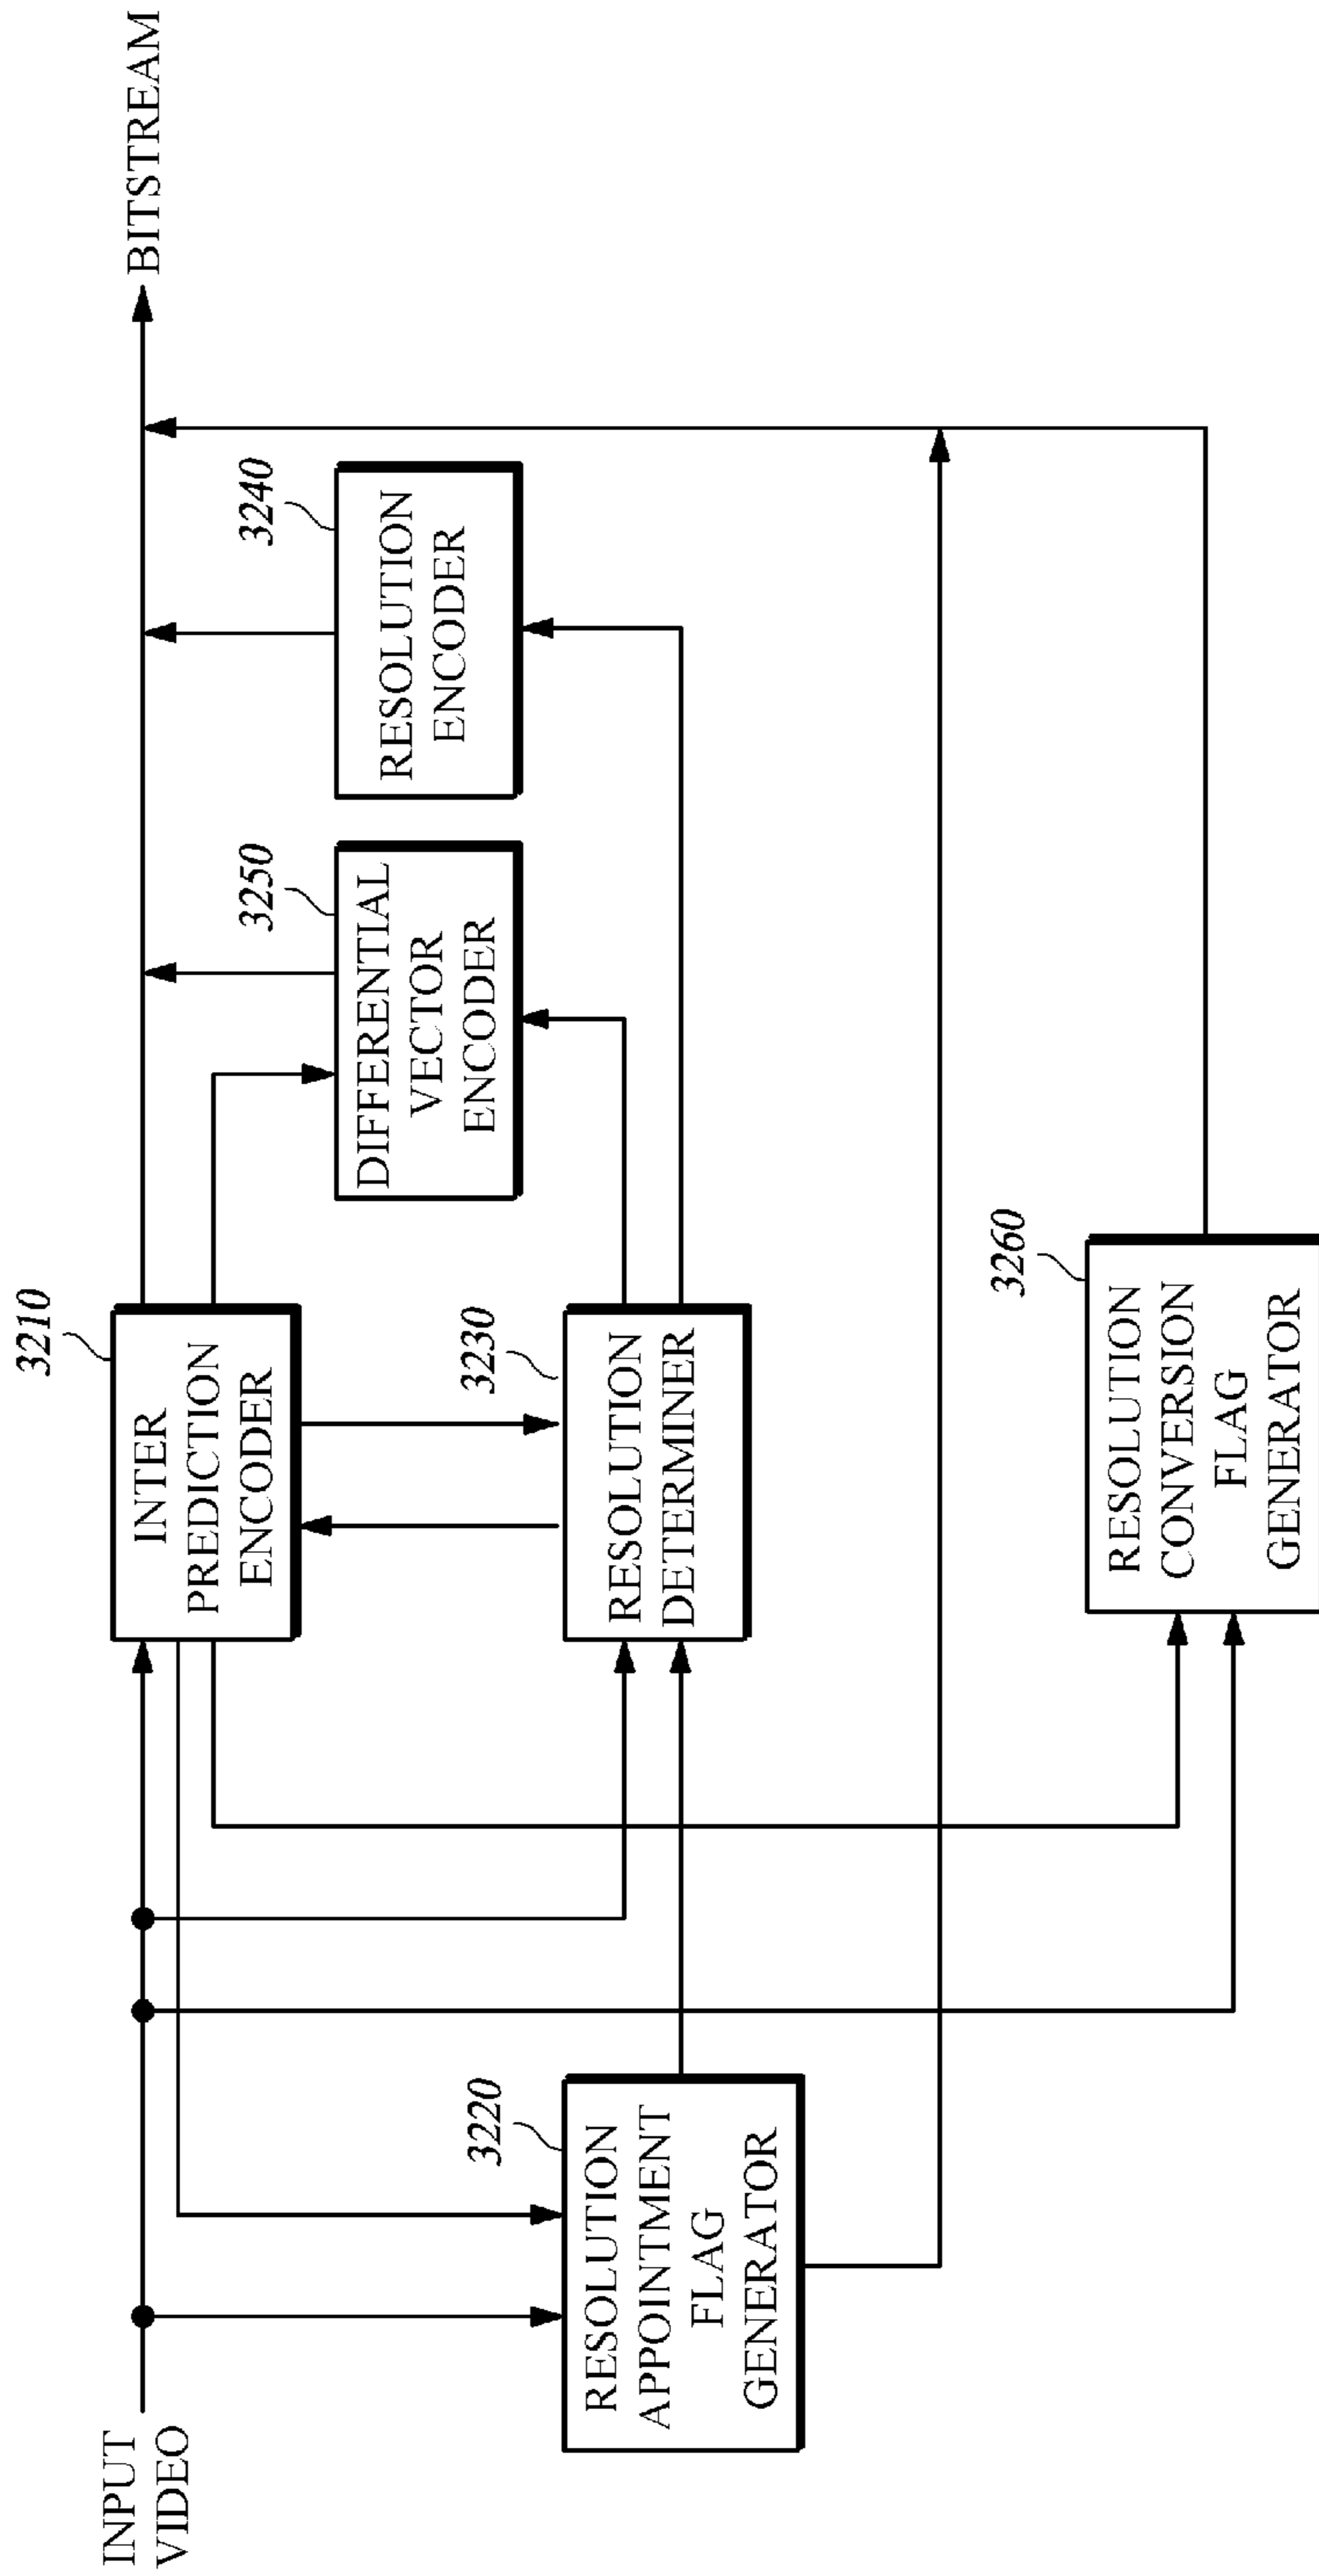 INPUT
VIDEO
3210
INTER
PREDICTION
ENCODER
BITSTREAM
3250
DIFFERENTIAL
VECTOR
ENCODER
3240
RESOLUTION
ENCODER
3220
RESOLUTION
APPOINTMENT
FLAG
GENERATOR
3230
RESOLUTION
DETERMINER
3260
RESOLUTION
CONVERSION
FLAG
GENERATOR